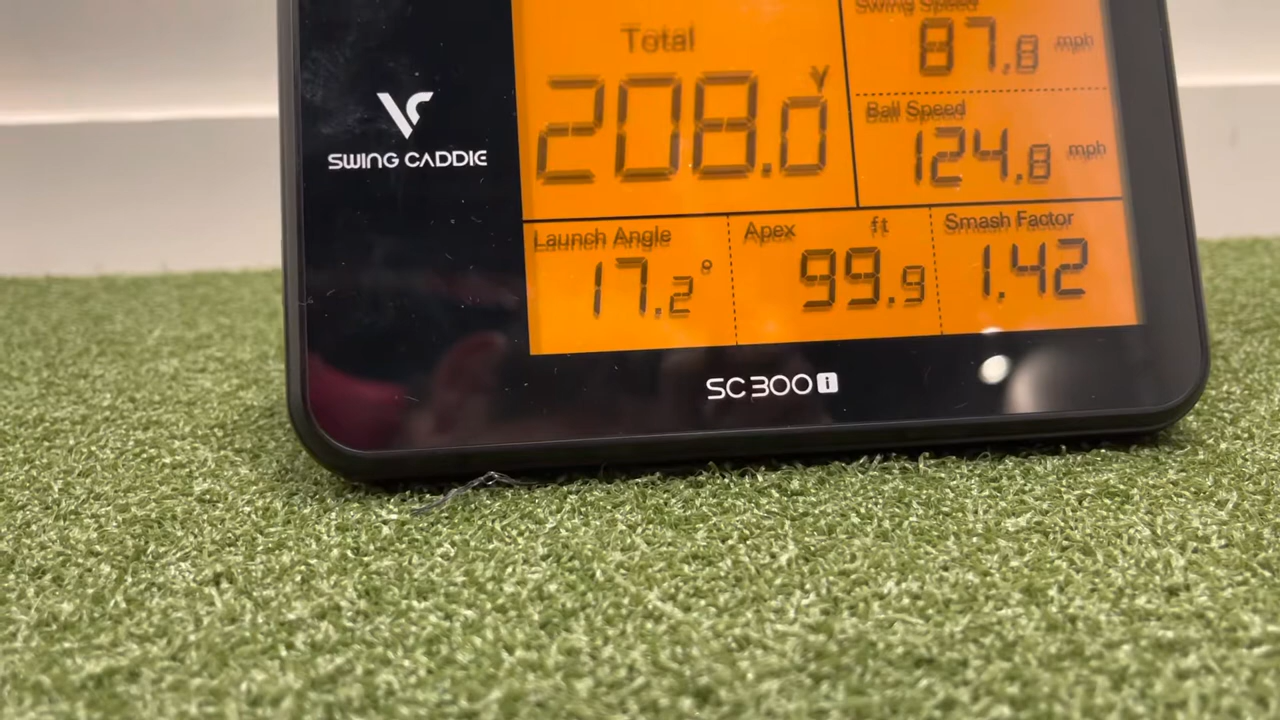 Swing Speed
Total
87.8 mph
208.0 Y
Ball Speed
124.8 mph
SWING CADDIE
Launch Angle
17.2°
Apex ft
99.9
Smash Factor
1.42
SC300i